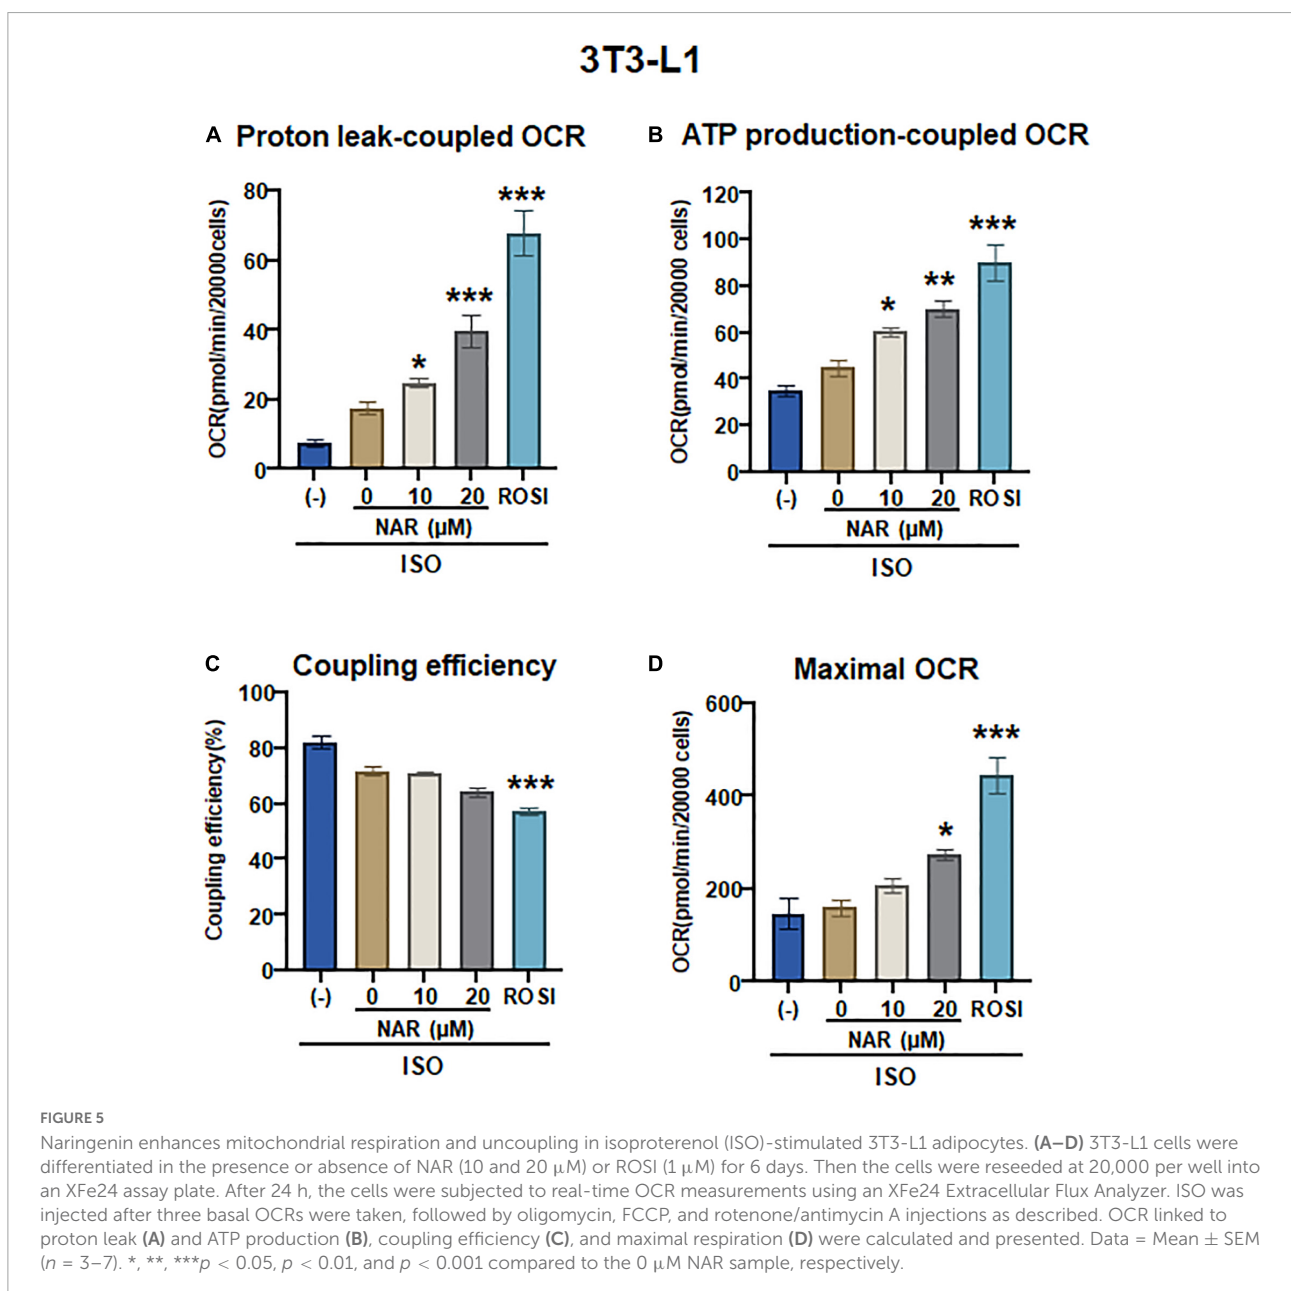 3T3-L1
A Proton leak-coupled OCR
OCR(pmol/min/20000cells)
80
60
40
20
0
***
***
*
(-) 0 10 20 ROSI
NAR (μM)
ISO
B ATP production-coupled OCR
OCR(pmol/min/20000 cells)
120
100
80
60
40
20
0
***
**
*
(-) 0 10 20 ROSI
NAR (μM)
ISO
C Coupling efficiency
Coupling efficiency(%)
100
80
60
40
20
0
***
(-) 0 10 20 ROSI
NAR (μM)
ISO
D Maximal OCR
OCR(pmol/min/20000 cells)
600
400
200
0
***
*
(-) 0 10 20 ROSI
NAR (μM)
ISO
FIGURE 5
Naringenin enhances mitochondrial respiration and uncoupling in isoproterenol (ISO)-stimulated 3T3-L1 adipocytes. (A–D) 3T3-L1 cells were
differentiated in the presence or absence of NAR (10 and 20 μM) or ROSI (1 μM) for 6 days. Then the cells were reseeded at 20,000 per well into
an XFe24 assay plate. After 24 h, the cells were subjected to real-time OCR measurements using an XFe24 Extracellular Flux Analyzer. ISO was
injected after three basal OCRs were taken, followed by oligomycin, FCCP, and rotenone/antimycin A injections as described. OCR linked to
proton leak (A) and ATP production (B), coupling efficiency (C), and maximal respiration (D) were calculated and presented. Data = Mean ± SEM
(n = 3–7). *, **, ***p < 0.05, p < 0.01, and p < 0.001 compared to the 0 μM NAR sample, respectively.